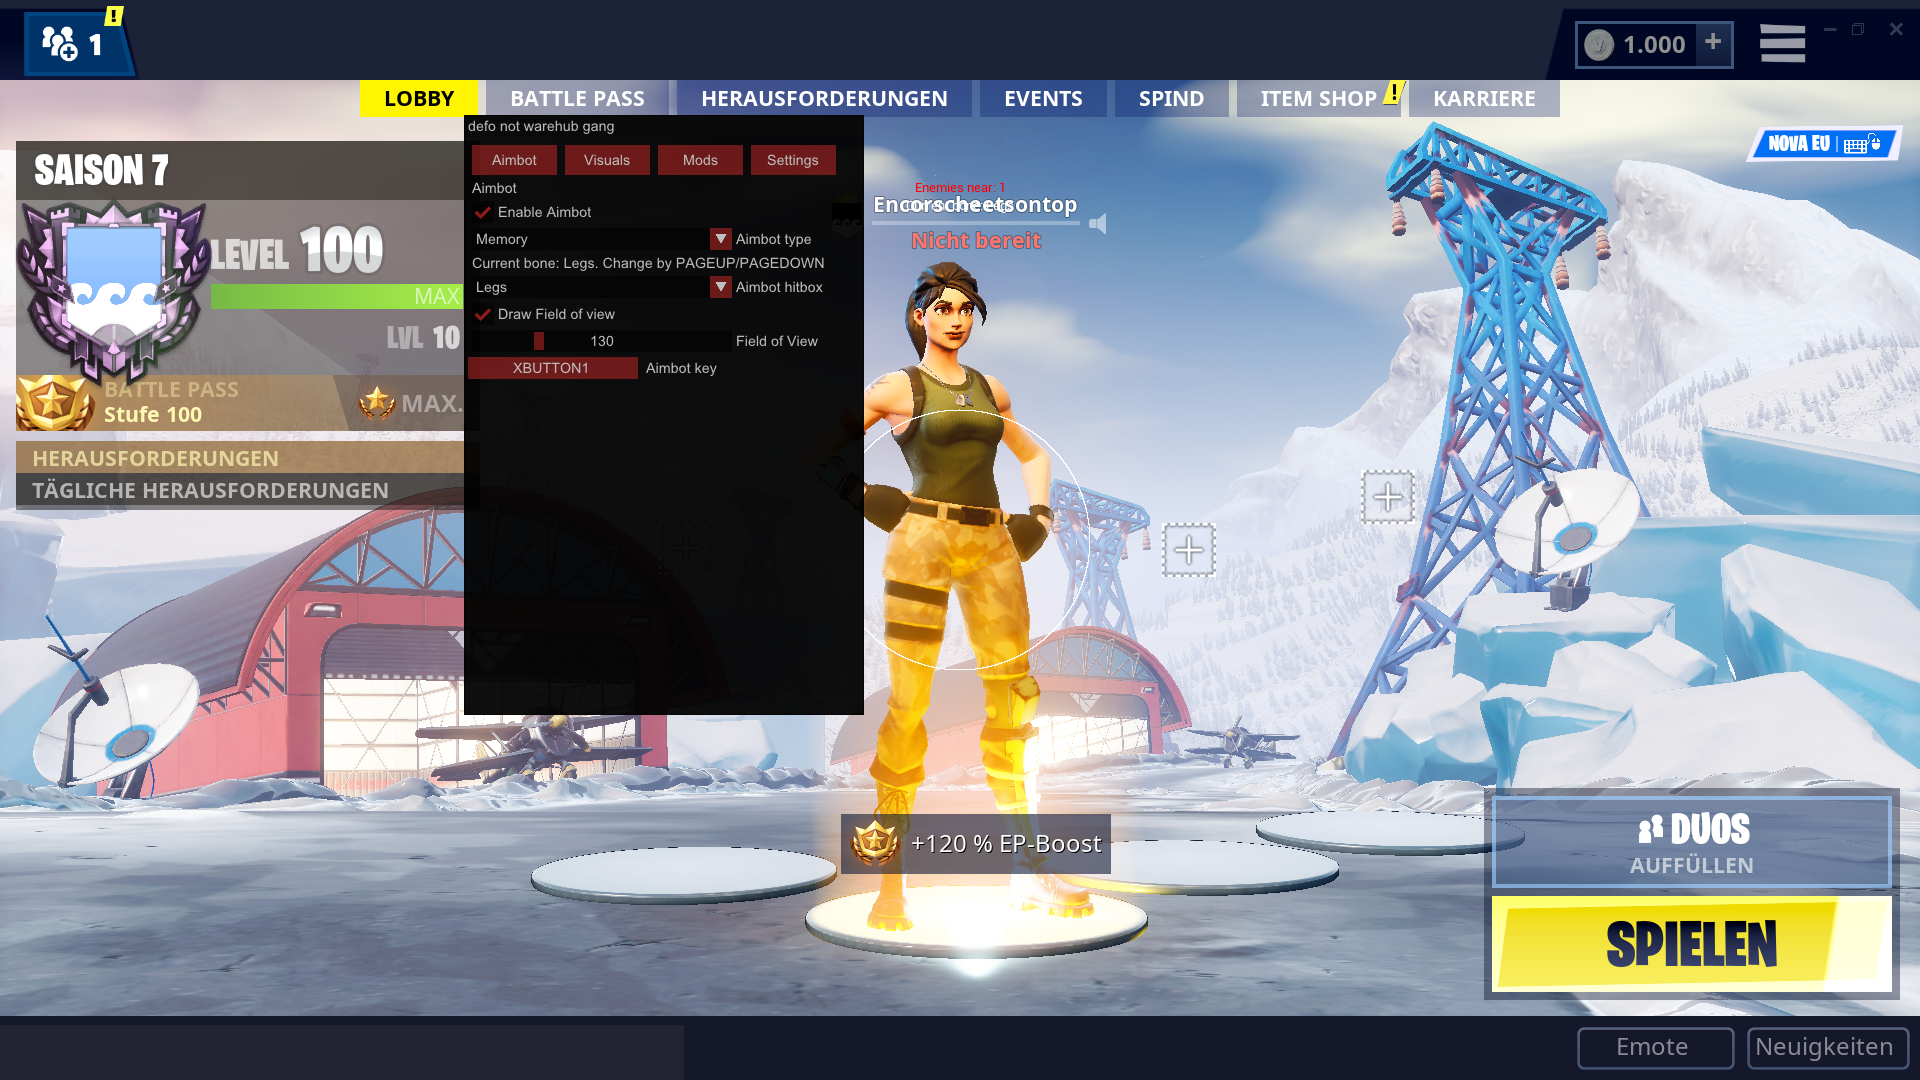 !
1
1.000 +
LOBBY
BATTLE PASS
HERAUSFORDERUNGEN
EVENTS
SPIND
ITEM SHOP !
KARRIERE
defo not warehub gang
Aimbot
Visuals
Mods
Settings
Aimbot
Enable Aimbot
Memory
Aimbot type
Current bone: Legs. Change by PAGEUP/PAGEDOWN
Legs
Aimbot hitbox
Draw Field of view
130
Field of View
XBUTTON1
Aimbot key
SAISON 7
LEVEL 100
MAX
LVL 10
BATTLE PASS
Stufe 100
MAX.
HERAUSFORDERUNGEN
TÄGLICHE HERAUSFORDERUNGEN
Enemies near: 1
Encorscheetsontop
Nicht bereit
NOVA EU
+120 % EP-Boost
DUOS
AUFFÜLLEN
SPIELEN
Emote
Neuigkeiten